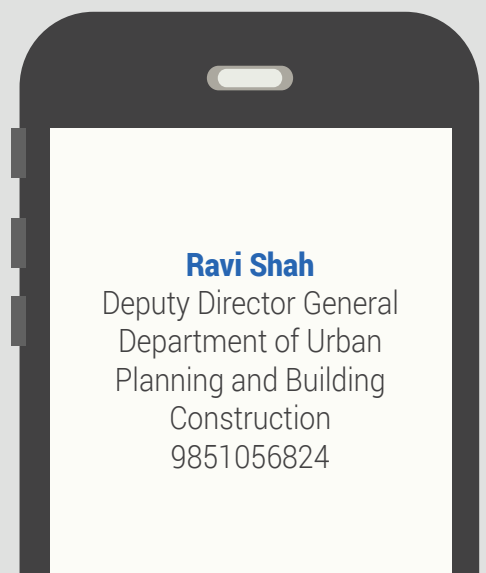 Ravi Shah
Deputy Director General
Department of Urban
Planning and Building
Construction
9851056824